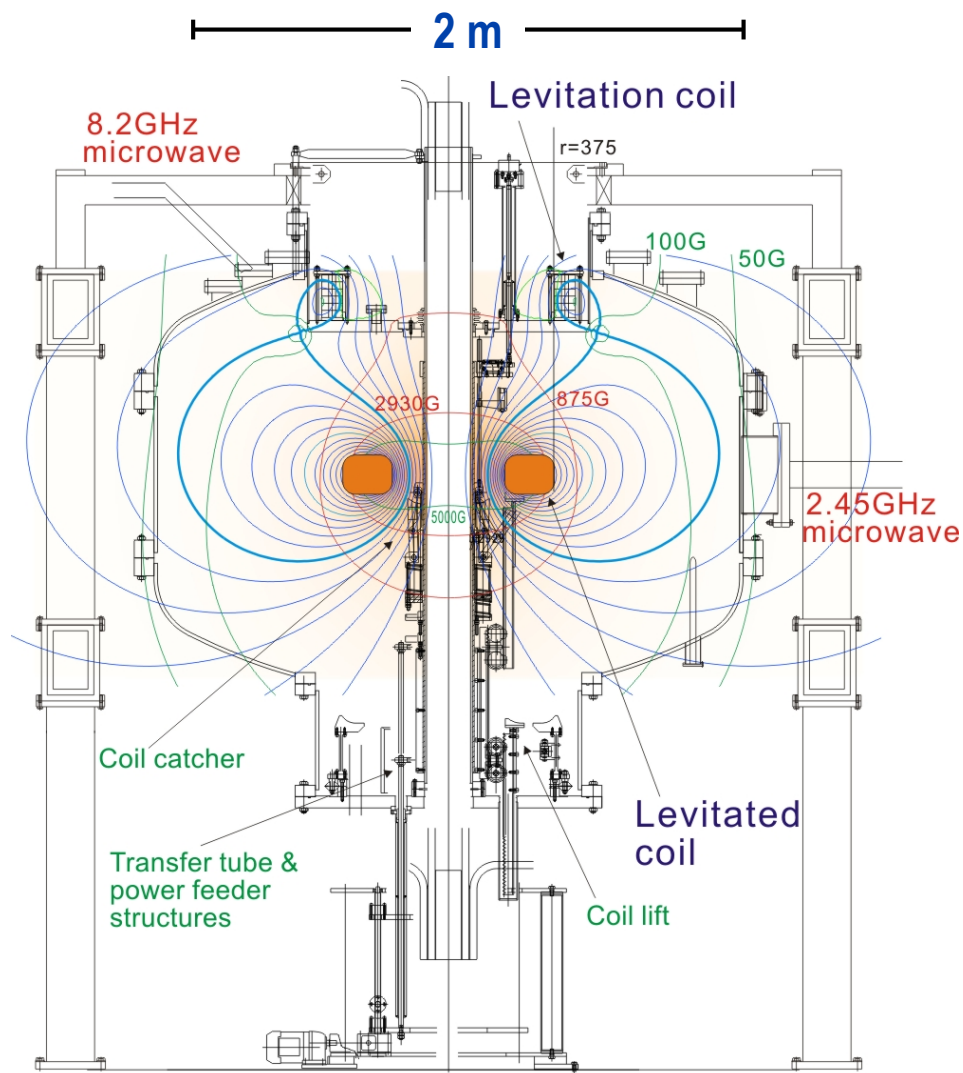 2 m
Levitation coil
8.2GHz
microwave
r=375
100G
50G
2930G
875G
2.45GHz
microwave
5000G
Coil catcher
Levitated
coil
Transfer tube &
power feeder
structures
Coil lift